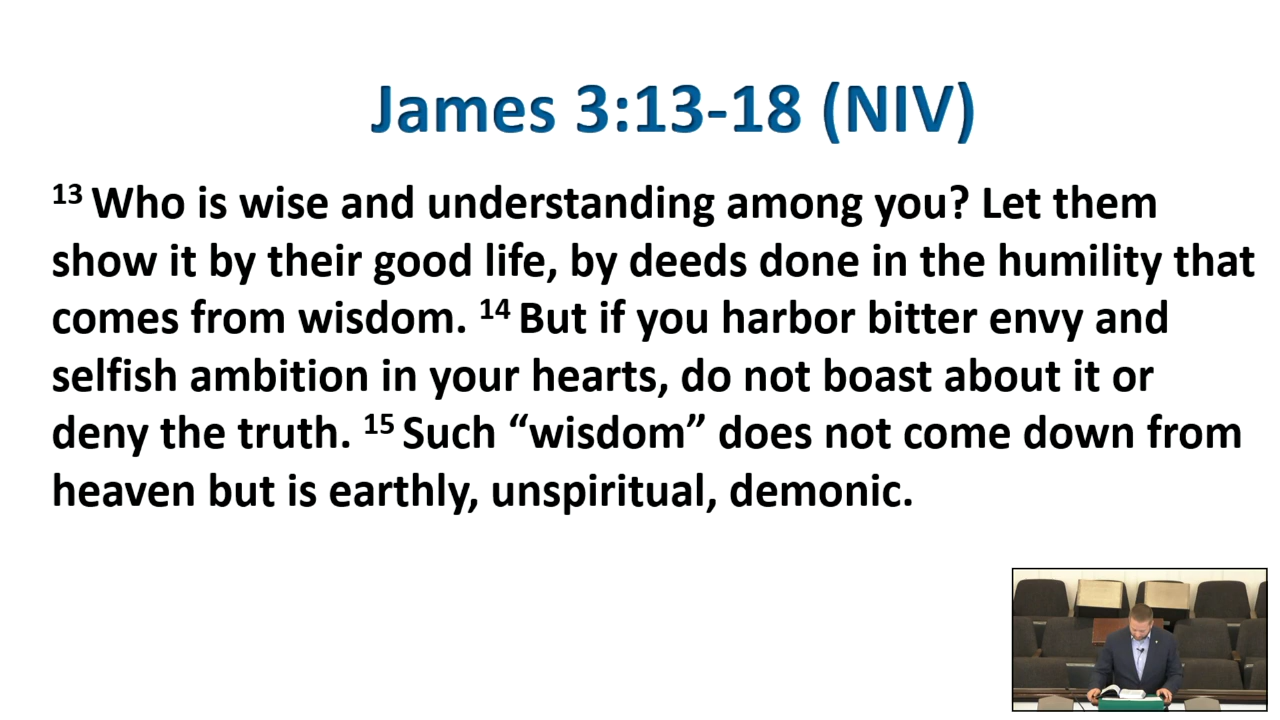 James 3:13-18 (NIV)
13 Who is wise and understanding among you? Let them
show it by their good life, by deeds done in the humility that
comes from wisdom. 14 But if you harbor bitter envy and
selfish ambition in your hearts, do not boast about it or
deny the truth. 15 Such “wisdom” does not come down from
heaven but is earthly, unspiritual, demonic.